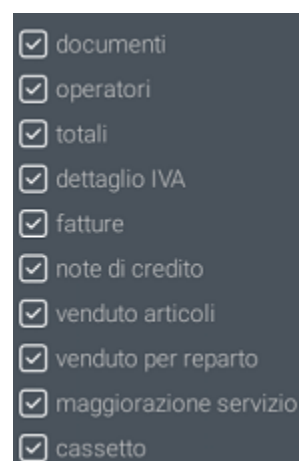 documenti
operatori
totali
dettaglio IVA
fatture
note di credito
venduto articoli
venduto per reparto
maggiorazione servizio
cassetto